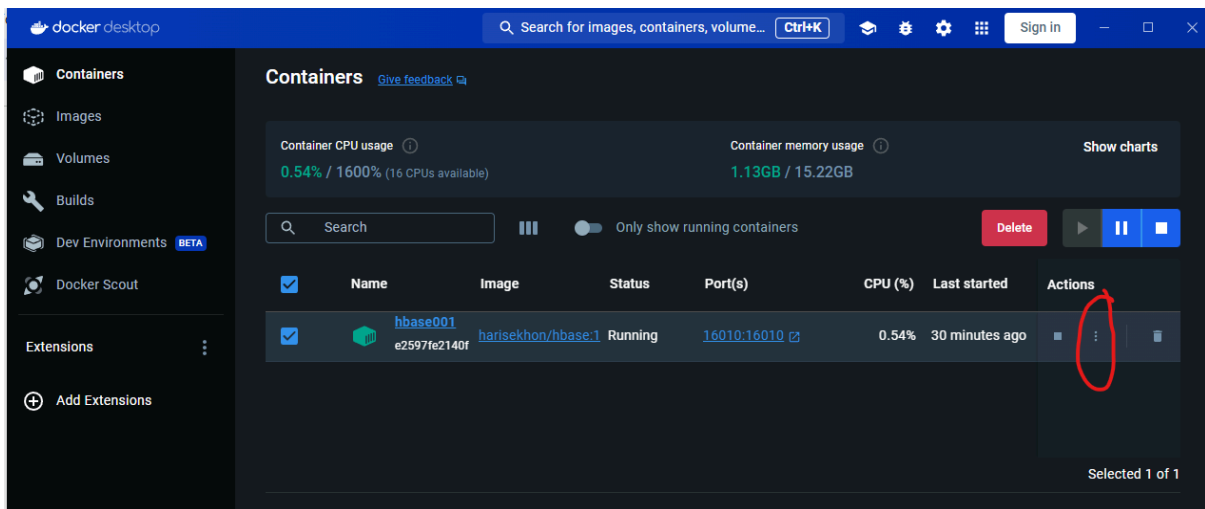 docker desktop
Search for images, containers, volume... Ctrl+K
Sign in
Containers
Images
Volumes
Builds
Dev Environments BETA
Docker Scout
Extensions
Add Extensions
Containers Give feedback
Container CPU usage
0.54% / 1600% (16 CPUs available)
Container memory usage
1.13GB / 15.22GB
Show charts
Search
Only show running containers
Delete
Name Image Status Port(s) CPU (%) Last started Actions
hbase001
e2597fe2140f
harisekhon/hbase:1 Running 16010:16010 0.54% 30 minutes ago
Selected 1 of 1